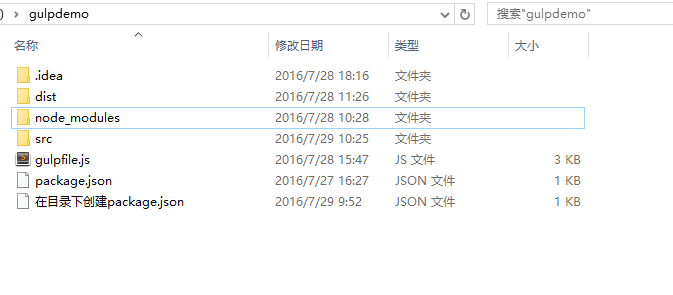 ) › gulpdemo 搜索"gulpdemo"
名称 修改日期 类型 大小
.idea 2016/7/28 18:16 文件夹
dist 2016/7/28 11:26 文件夹
node_modules 2016/7/28 10:28 文件夹
src 2016/7/29 10:25 文件夹
gulpfile.js 2016/7/28 15:47 JS 文件 3 KB
package.json 2016/7/27 16:27 JSON 文件 1 KB
在目录下创建package.json 2016/7/29 9:52 JSON 文件 1 KB